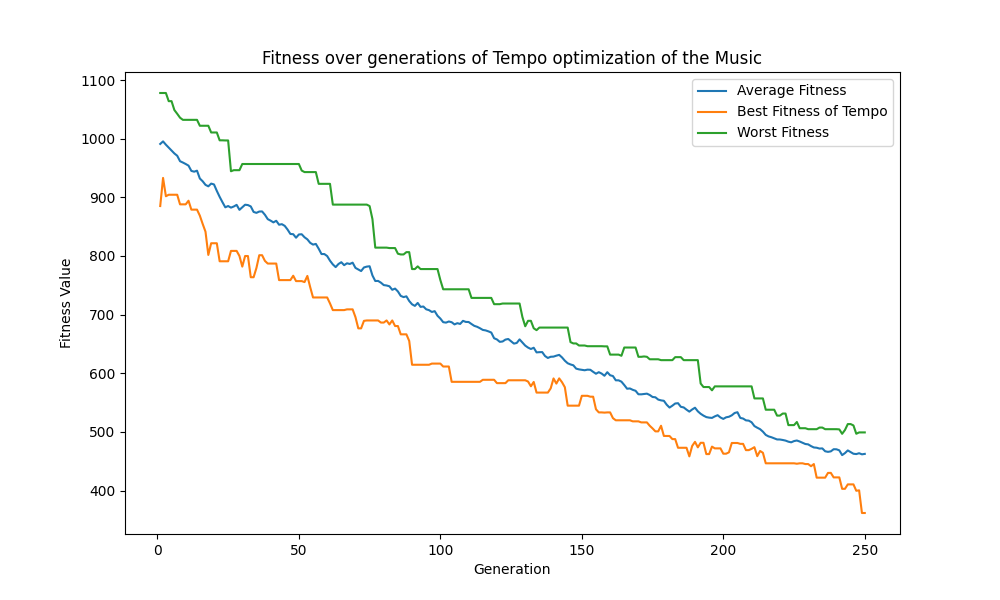 Fitness over generations of Tempo optimization of the Music
Average Fitness
Best Fitness of Tempo
Worst Fitness
Fitness Value
1100
1000
900
800
700
600
500
400
0
50
100
150
200
250
Generation